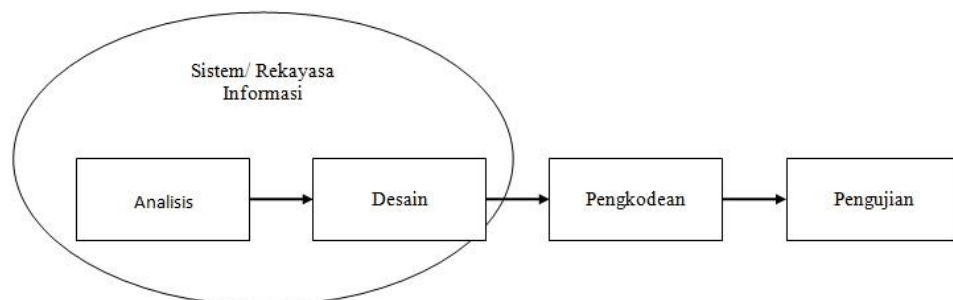 Sistem/ Rekayasa
Informasi
Analisis
Desain
Pengkodean
Pengujian